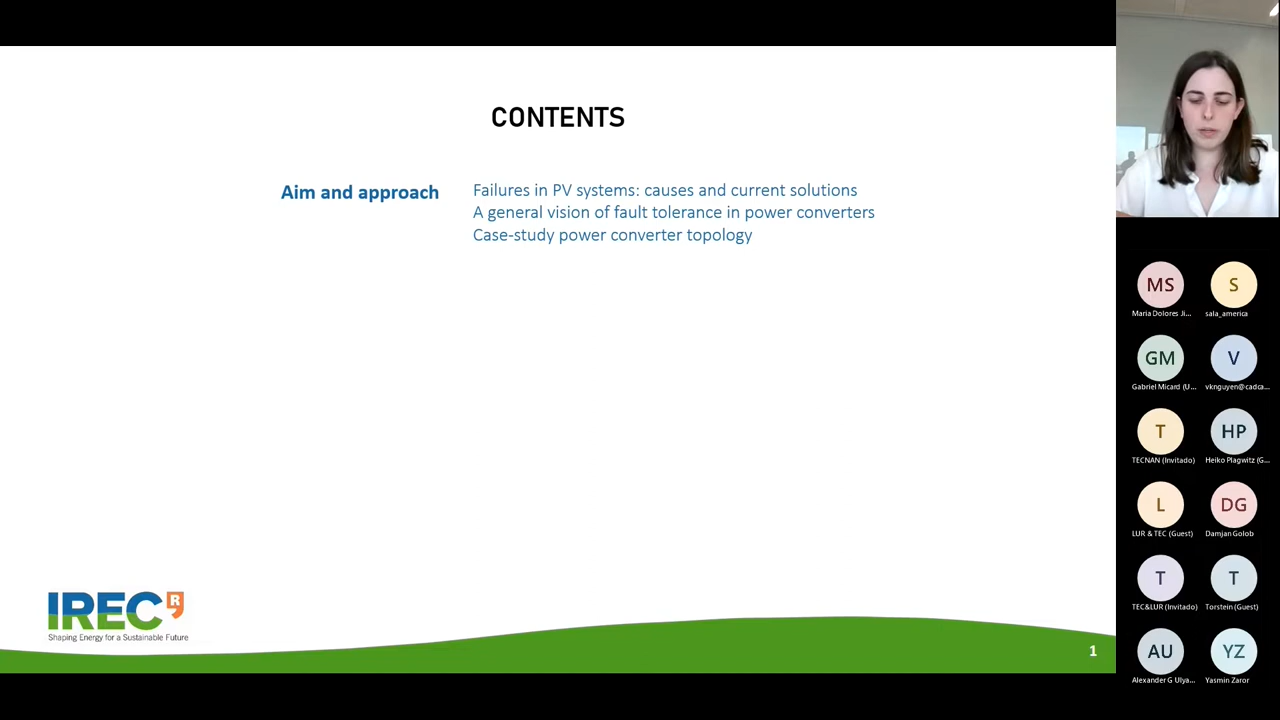 CONTENTS
Aim and approach
Failures in PV systems: causes and current solutions
A general vision of fault tolerance in power converters
Case-study power converter topology
IREC R
Shaping Energy for a Sustainable Future
1
MS
Maria Dolores Ji...
S
sala_america
GM
Gabriel Micard (U...
V
vknguyen@cadca...
T
TECNAN (Invitado)
HP
Heiko Plagwitz (G...
L
LUR & TEC (Guest)
DG
Damjan Golob
T
TEC&LUR (Invitado)
T
Torstein (Guest)
AU
Alexander G Ulya...
YZ
Yasmin Zaror